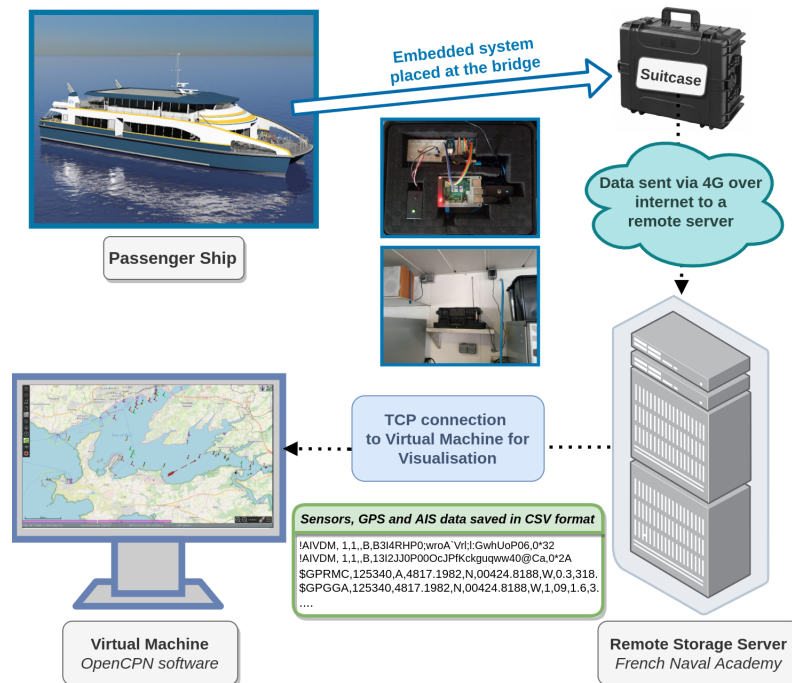 Embedded system
placed at the bridge
Suitcase
Data sent via 4G over
internet to a
remote server
Passenger Ship
TCP connection
to Virtual Machine for
Visualisation
Sensors, GPS and AIS data saved in CSV format
!AIVDM, 1,1,,B,B3I4RHP0;wroA`Vrl;l:GwhUoP06,0*32
!AIVDM, 1,1,,B,13I2JJ0P00OcJPfKckguqww40@Ca,0*2A
$GPRMC,125340,A,4817.1982,N,00424.8188,W,0.3,318.
$GPGGA,125340,4817.1982,N,00424.8188,W,1,09,1.6,3.
....
Virtual Machine
OpenCPN software
Remote Storage Server
French Naval Academy